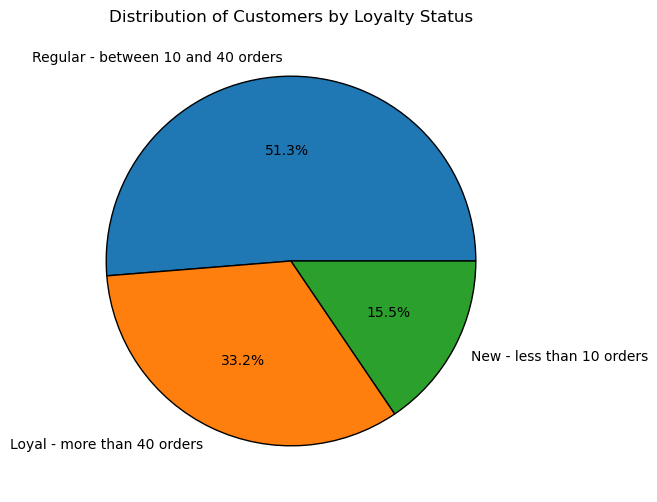 Distribution of Customers by Loyalty Status
Regular - between 10 and 40 orders
51.3%
15.5%
33.2%
New - less than 10 orders
Loyal - more than 40 orders